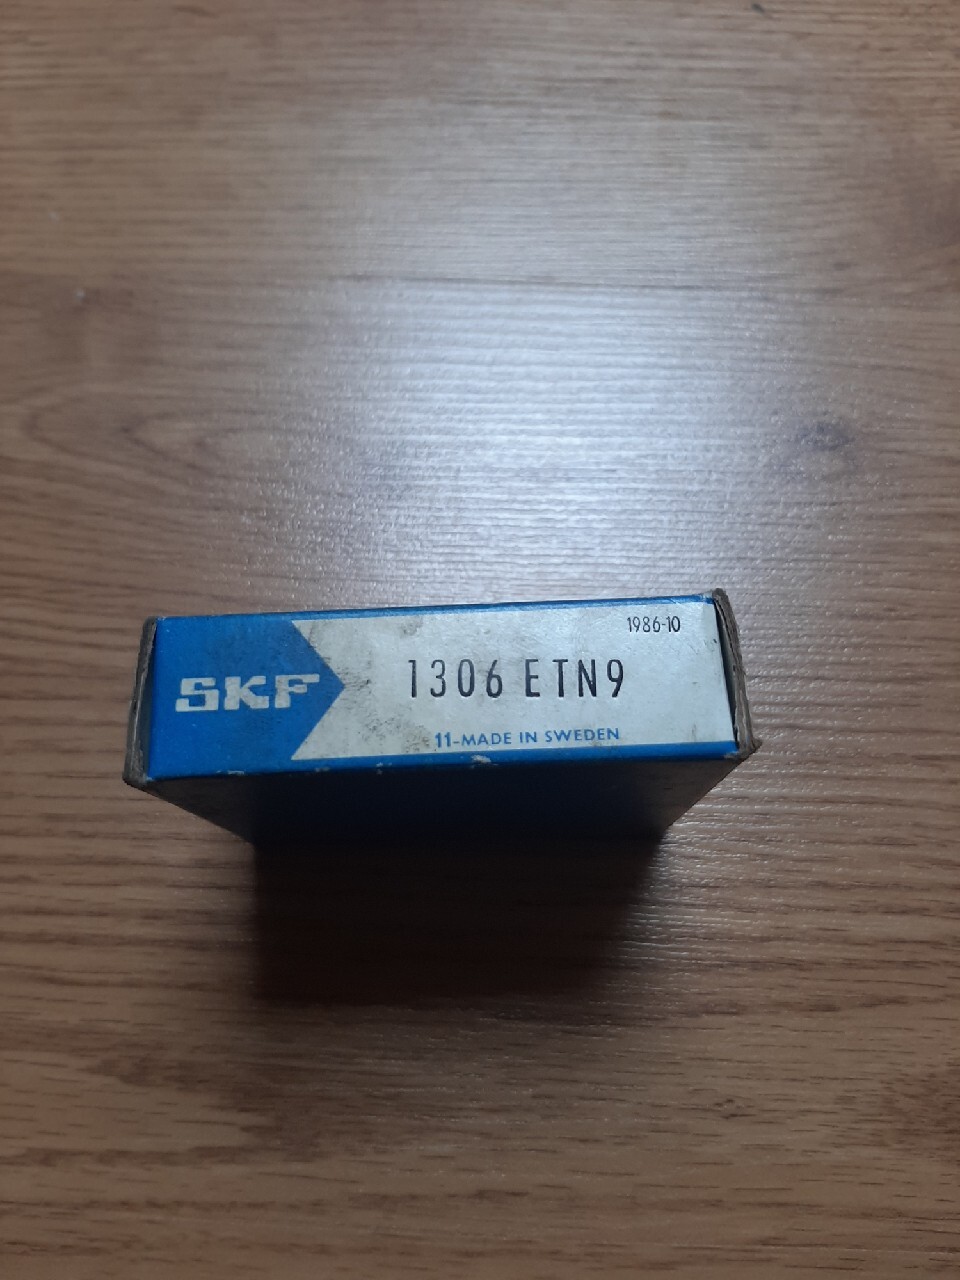 1986-10
SKF 1306 ETN9
11-MADE IN SWEDEN